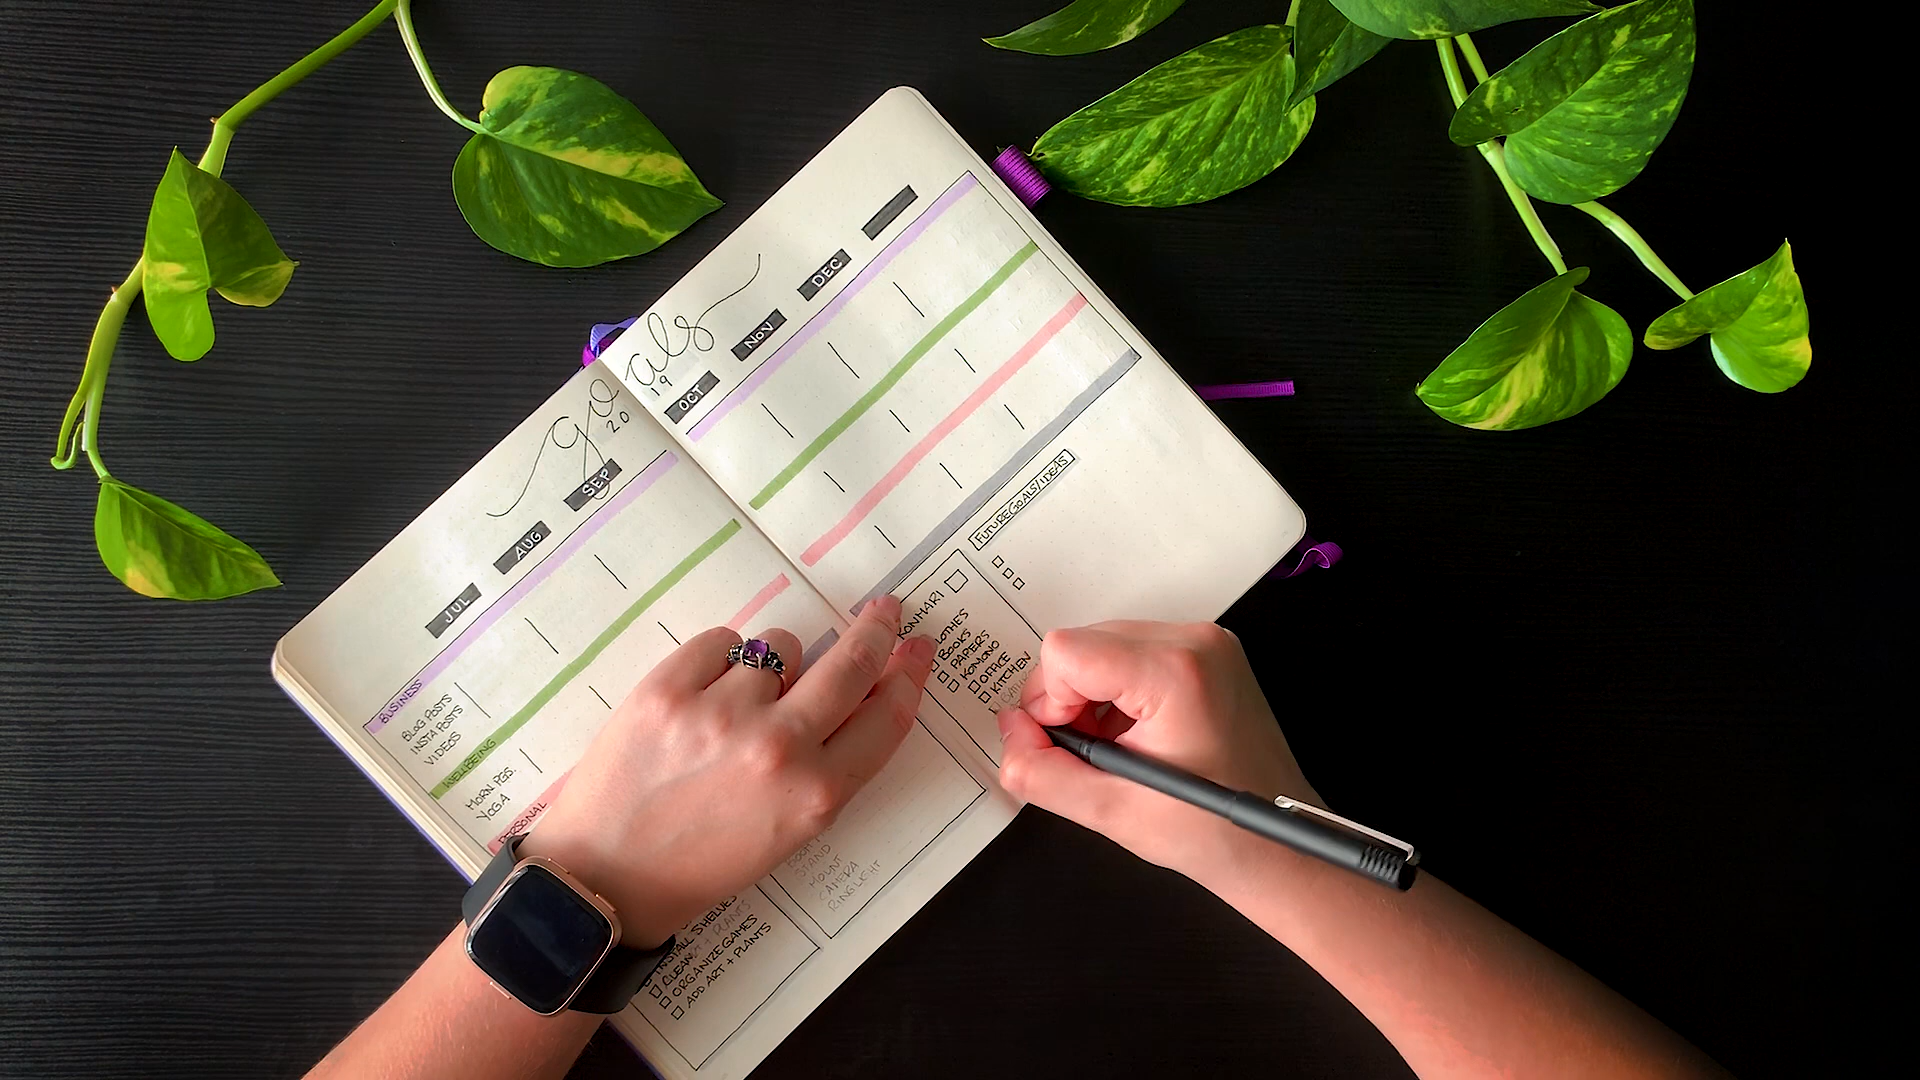 goals
2019
JUL
AUG
SEP
OCT
NOV
DEC
BUSINESS
BLOG POSTS
INSTA POSTS
VIDEOS
WELLBEING
MORN PGS.
YOGA
PERSONAL
INSTALL SHELVES
CLEAN
ORGANIZE GAMES
ADD ART + PLANTS
STAND
MOUNT
CAMERA
RING LIGHT
KONMARI
CLOTHES
BOOKS
PAPERS
KOMONO
OFFICE
KITCHEN
FUTURE GOALS/IDEAS